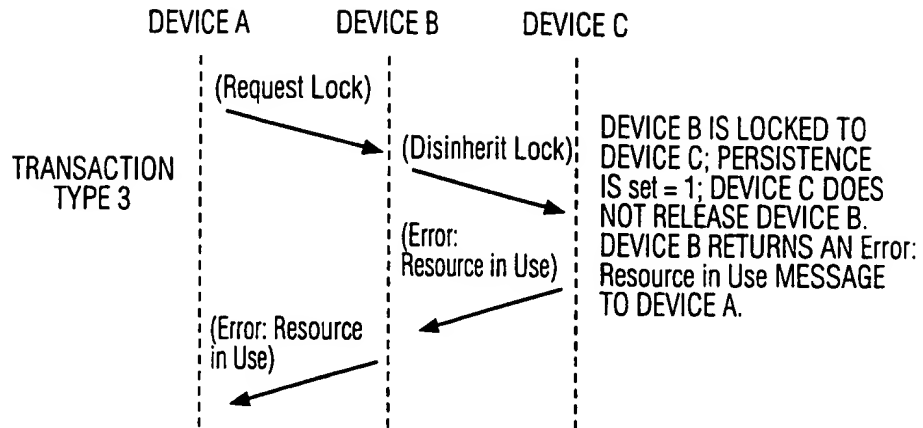 DEVICE A
DEVICE B
DEVICE C
(Request Lock)
TRANSACTION
TYPE 3
(Disinherit Lock)
DEVICE B IS LOCKED TO
DEVICE C; PERSISTENCE
IS set = 1; DEVICE C DOES
NOT RELEASE DEVICE B.
DEVICE B RETURNS AN Error:
Resource in Use MESSAGE
TO DEVICE A.
(Error:
Resource in Use)
(Error: Resource
in Use)